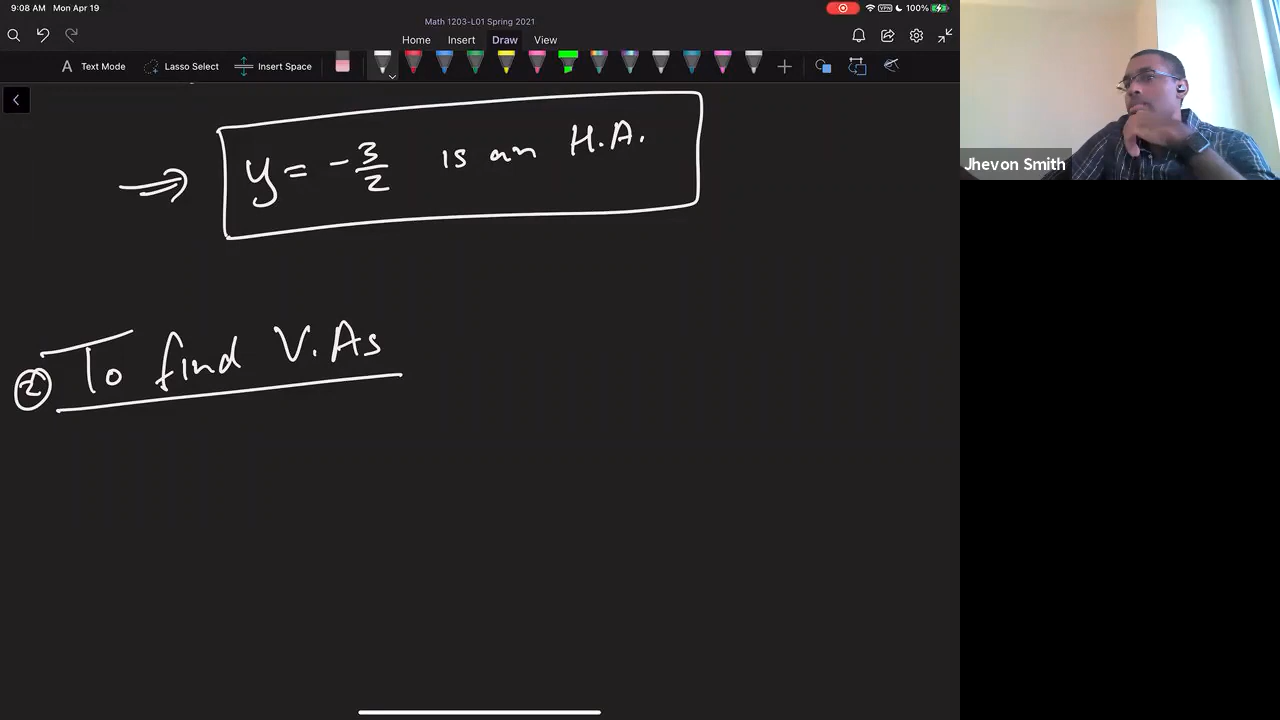 9:08 AM Mon Apr 19
VPN 100%
Math 1203-L01 Spring 2021
Home Insert Draw View
A Text Mode Lasso Select Insert Space
⇒ y = -3/2 is an H.A.
② To find V.As
Jhevon Smith